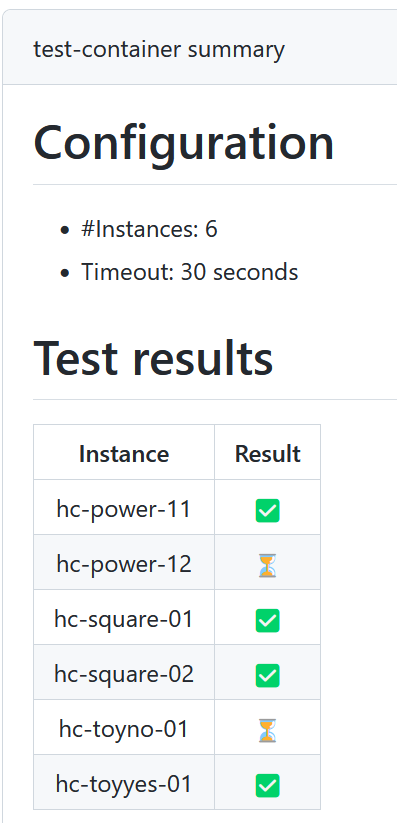 test-container summary
Configuration
#Instances: 6
Timeout: 30 seconds
Test results
Instance Result
hc-power-11 ✅
hc-power-12 ⏳
hc-square-01 ✅
hc-square-02 ✅
hc-toyno-01 ⏳
hc-toyyes-01 ✅